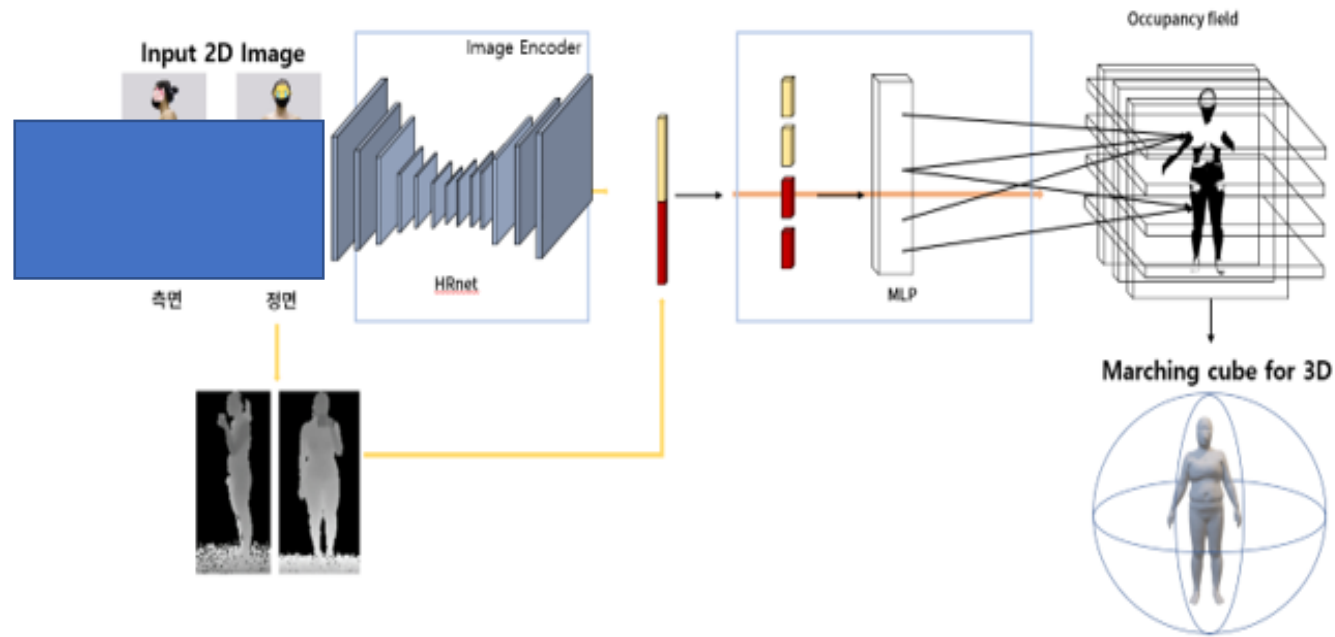 Occupancy field
Input 2D Image
Image Encoder
HRnet
MLP
측면
정면
Marching cube for 3D